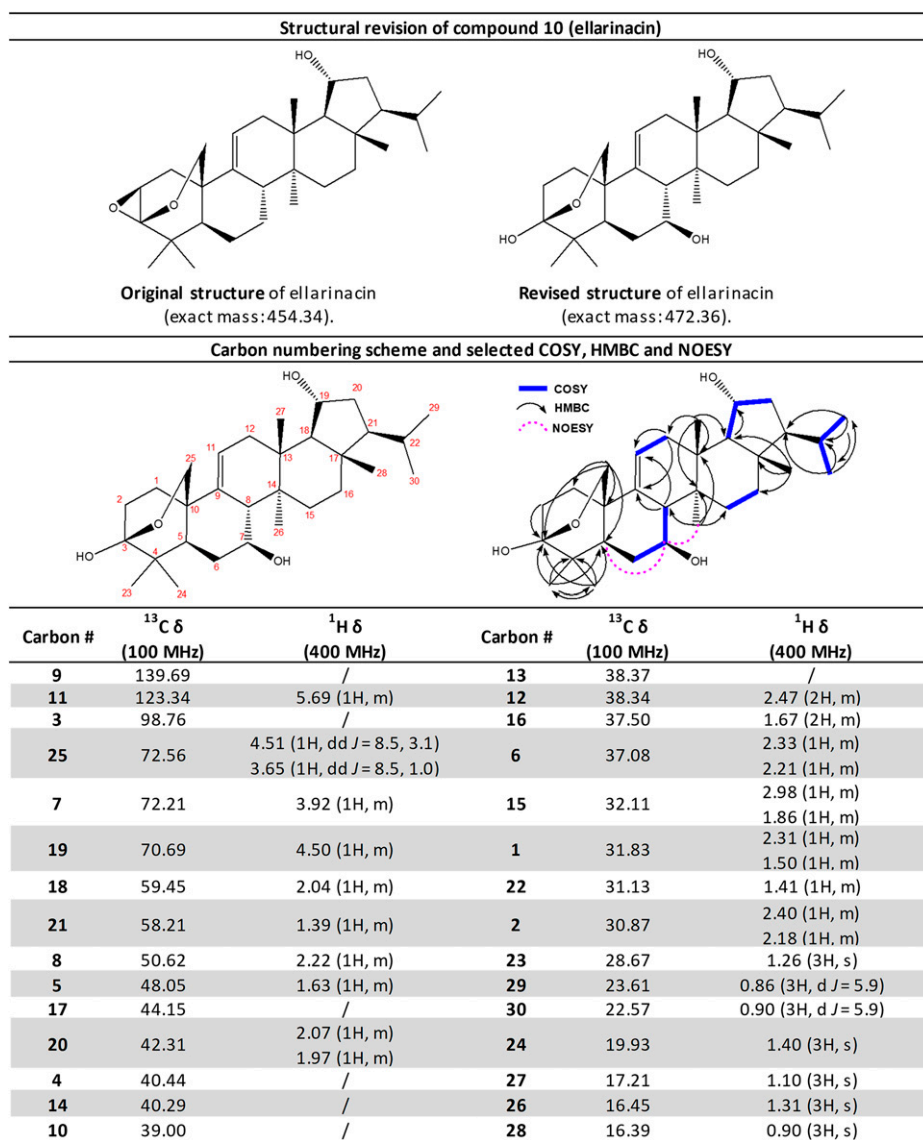 Structural revision of compound 10 (ellarinacin)
HO
HO
O
O
O
HO
OH
Original structure of ellarinacin
(exact mass:454.34).
Revised structure of ellarinacin
(exact mass:472.36).
Carbon numbering scheme and selected COSY, HMBC and NOESY
HO
19
20
29
27
18
21
22
12
11
13
17
30
28
25
1
9
14
16
2
10
8
15
26
O
3
5
7
HO
4
6
OH
23
24
COSY
HMBC
NOESY
HO
O
HO
OH
Carbon # 13C δ (100 MHz) 1H δ (400 MHz) Carbon # 13C δ (100 MHz) 1H δ (400 MHz)
9 139.69 / 13 38.37 /
11 123.34 5.69 (1H, m) 12 38.34 2.47 (2H, m)
3 98.76 / 16 37.50 1.67 (2H, m)
25 72.56 4.51 (1H, dd J = 8.5, 3.1) 6 37.08 2.33 (1H, m)
3.65 (1H, dd J = 8.5, 1.0) 2.21 (1H, m)
7 72.21 3.92 (1H, m) 15 32.11 2.98 (1H, m)
1.86 (1H, m)
19 70.69 4.50 (1H, m) 1 31.83 2.31 (1H, m)
1.50 (1H, m)
18 59.45 2.04 (1H, m) 22 31.13 1.41 (1H, m)
21 58.21 1.39 (1H, m) 2 30.87 2.40 (1H, m)
2.18 (1H, m)
8 50.62 2.22 (1H, m) 23 28.67 1.26 (3H, s)
5 48.05 1.63 (1H, m) 29 23.61 0.86 (3H, d J = 5.9)
17 44.15 / 30 22.57 0.90 (3H, d J = 5.9)
20 42.31 2.07 (1H, m) 24 19.93 1.40 (3H, s)
1.97 (1H, m)
4 40.44 / 27 17.21 1.10 (3H, s)
14 40.29 / 26 16.45 1.31 (3H, s)
10 39.00 / 28 16.39 0.90 (3H, s)